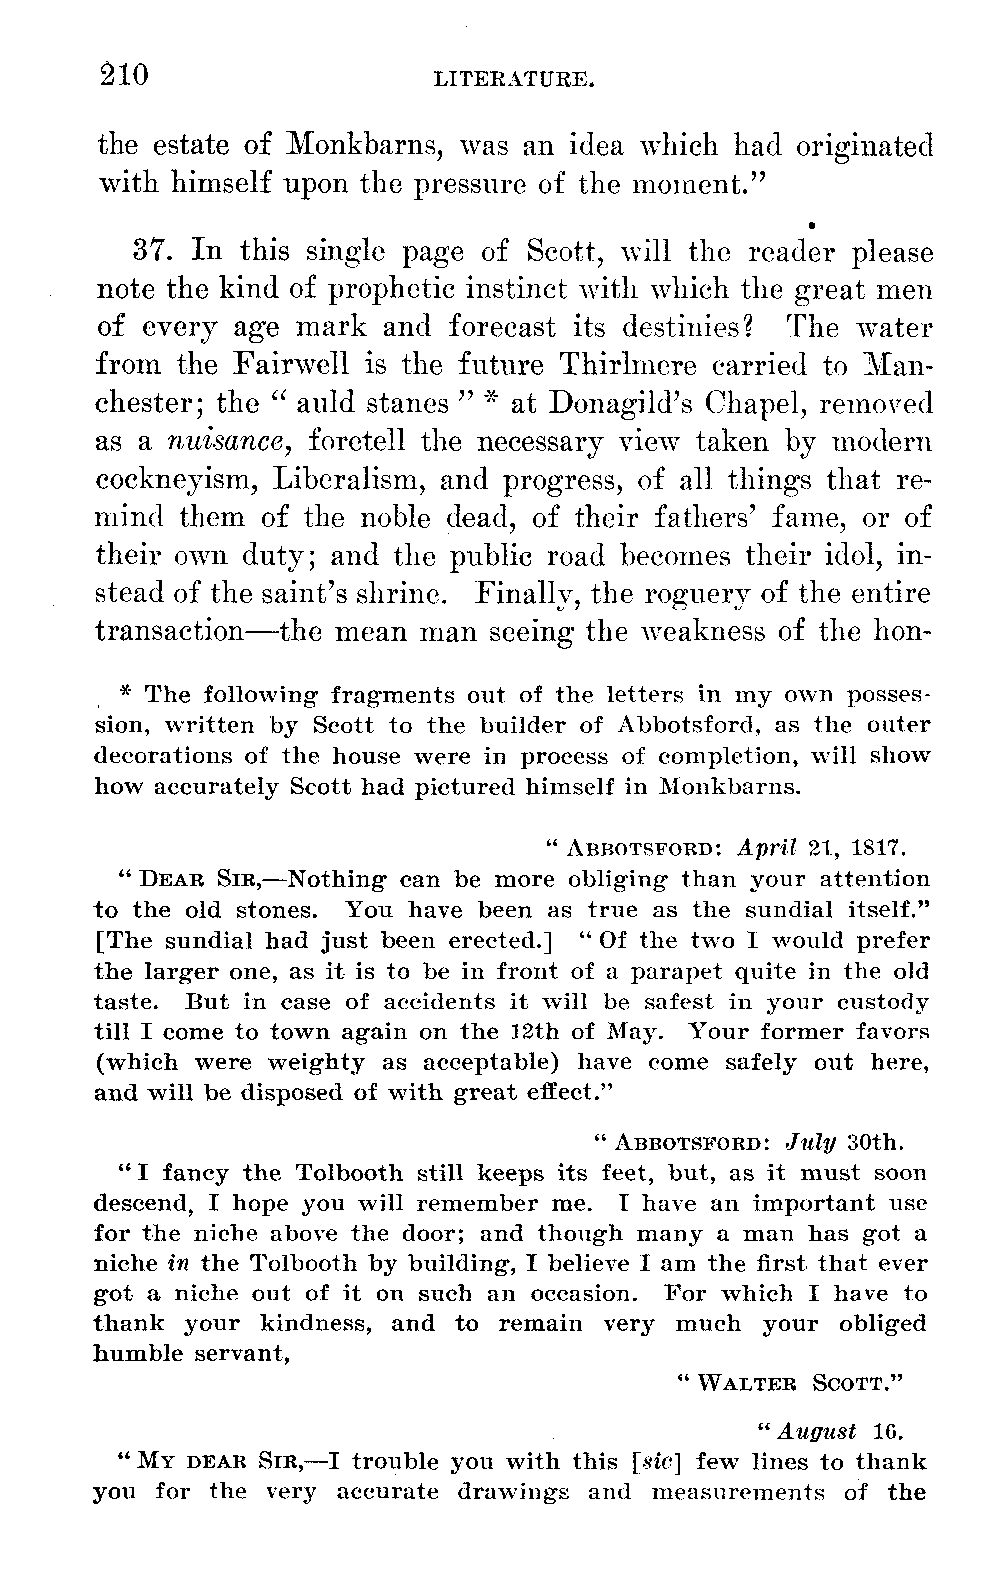 210 LITERATURE.
the estate of Monkbarns, was an idea which had originated
with himself upon the pressure of the moment.”
37. In this single page of Scott, will the reader please
note the kind of prophetic instinct with which the great men
of every age mark and forecast its destinies? The water
from the Fairwell is the future Thirlmere carried to Man-
chester; the “ auld stanes ” * at Donagild’s Chapel, removed
as a nuisance, foretell the necessary view taken by modern
cockneyism, Liberalism, and progress, of all things that re-
mind them of the noble dead, of their fathers’ fame, or of
their own duty; and the public road becomes their idol, in-
stead of the saint’s shrine. Finally, the roguery of the entire
transaction—the mean man seeing the weakness of the hon-
* The following fragments out of the letters in my own posses-
sion, written by Scott to the builder of Abbotsford, as the outer
decorations of the house were in process of completion, will show
how accurately Scott had pictured himself in Monkbarns.
“ ABBOTSFORD: April 21, 1817.
“ DEAR SIR,—Nothing can be more obliging than your attention
to the old stones. You have been as true as the sundial itself.”
[The sundial had just been erected.] “ Of the two I would prefer
the larger one, as it is to be in front of a parapet quite in the old
taste. But in case of accidents it will be safest in your custody
till I come to town again on the 12th of May. Your former favors
(which were weighty as acceptable) have come safely out here,
and will be disposed of with great effect.”
“ ABBOTSFORD: July 30th.
“ I fancy the Tolbooth still keeps its feet, but, as it must soon
descend, I hope you will remember me. I have an important use
for the niche above the door; and though many a man has got a
niche in the Tolbooth by building, I believe I am the first that ever
got a niche out of it on such an occasion. For which I have to
thank your kindness, and to remain very much your obliged
humble servant,
“ WALTER SCOTT.”
“ August 16.
“ MY DEAR SIR,—I trouble you with this [sic] few lines to thank
you for the very accurate drawings and measurements of the